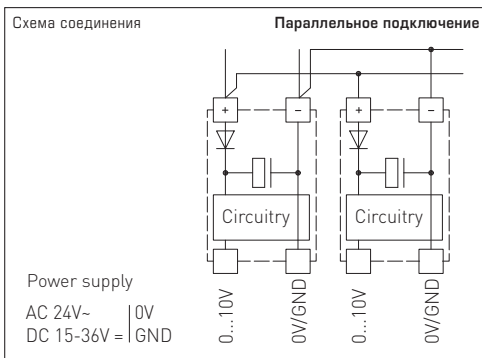 Схема соединения
Параллельное подключение
+ – + –
Circuitry Circuitry
Power supply
AC 24V~ | 0V
DC 15-36V = | GND
0...10V
0V/GND
0...10V
0V/GND